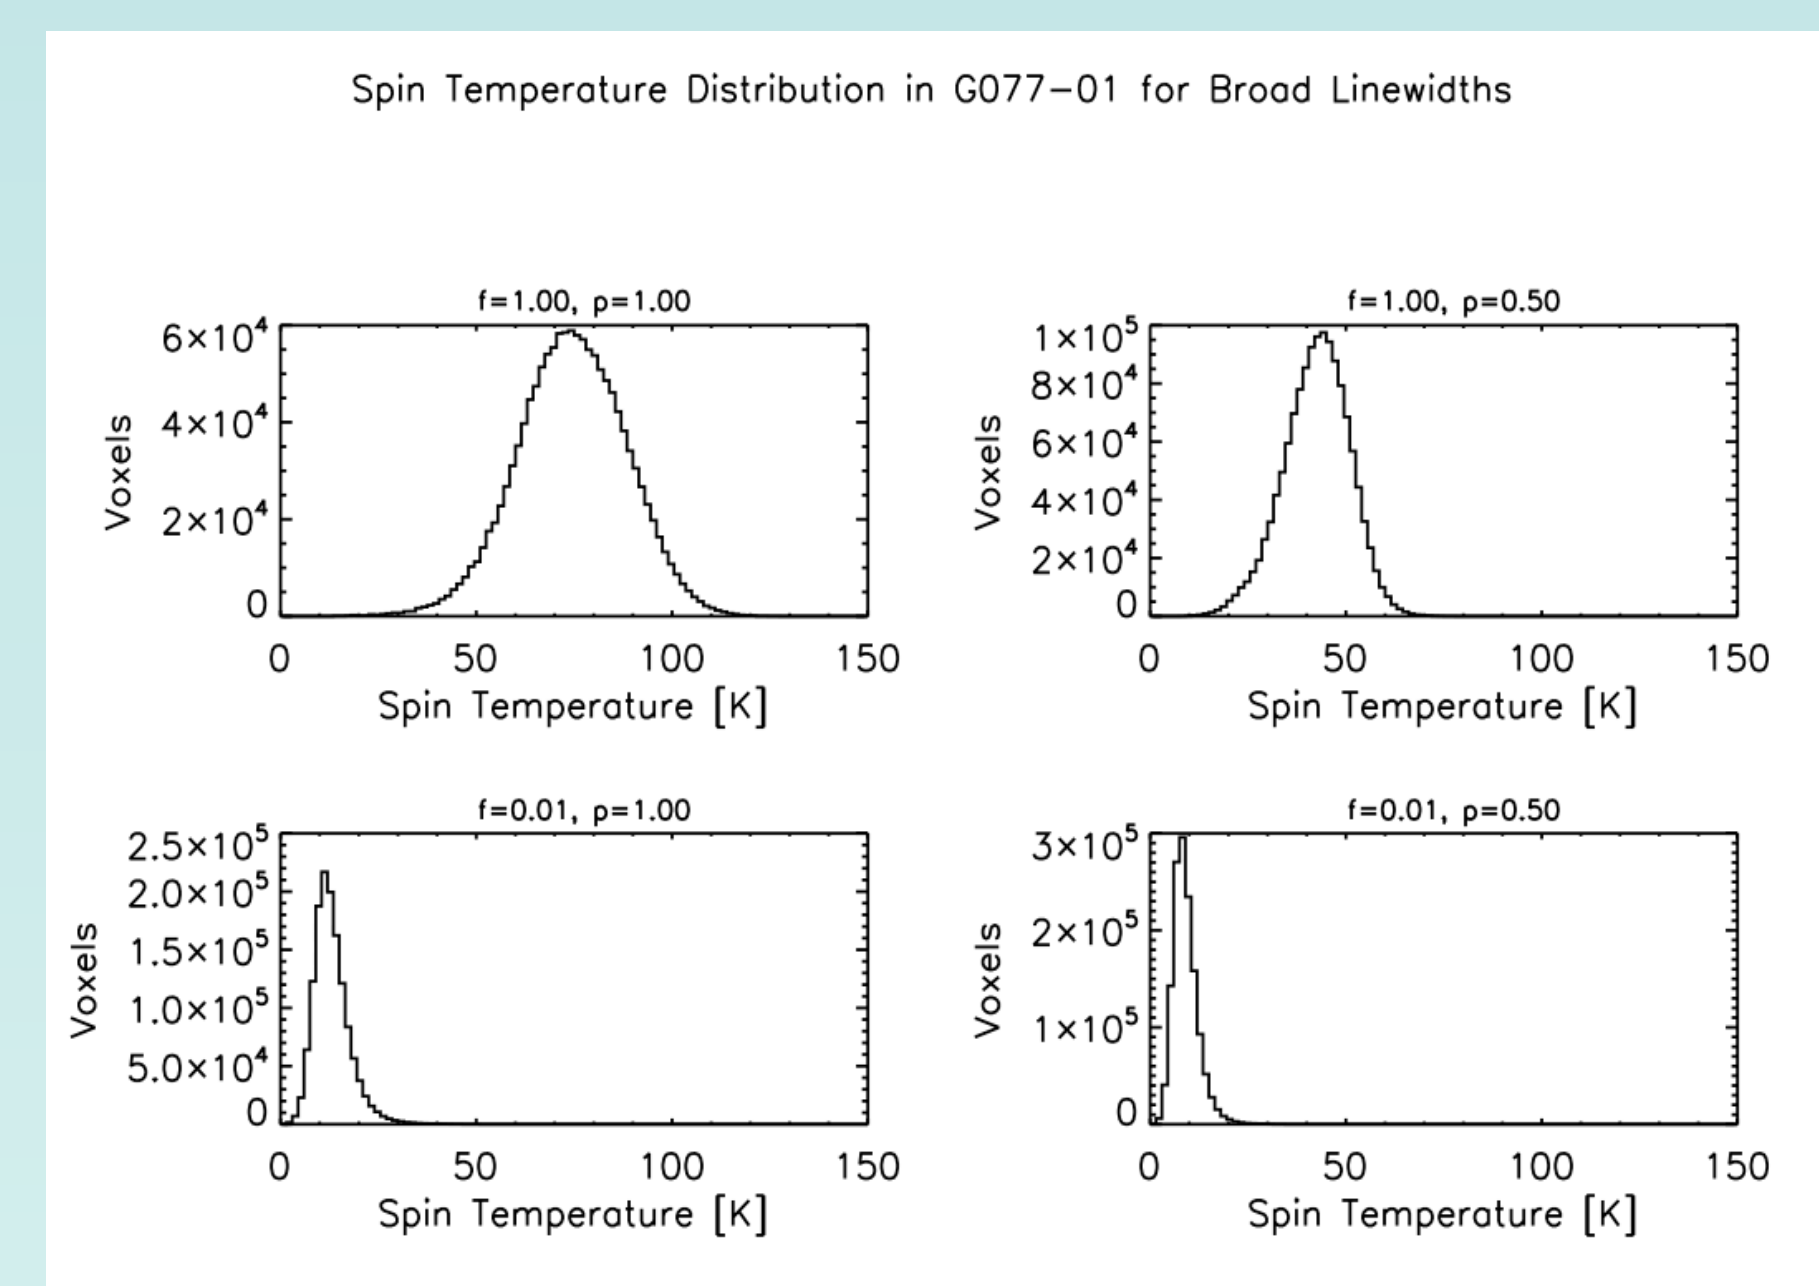 Spin Temperature Distribution in G077−01 for Broad Linewidths
f=1.00, p=1.00
6×10⁴
4×10⁴
2×10⁴
0
Voxels
0 50 100 150
Spin Temperature [K]
f=1.00, p=0.50
1×10⁵
8×10⁴
6×10⁴
4×10⁴
2×10⁴
0
Voxels
0 50 100 150
Spin Temperature [K]
f=0.01, p=1.00
2.5×10⁵
2.0×10⁵
1.5×10⁵
1.0×10⁵
5.0×10⁴
0
Voxels
0 50 100 150
Spin Temperature [K]
f=0.01, p=0.50
3×10⁵
2×10⁵
1×10⁵
0
Voxels
0 50 100 150
Spin Temperature [K]